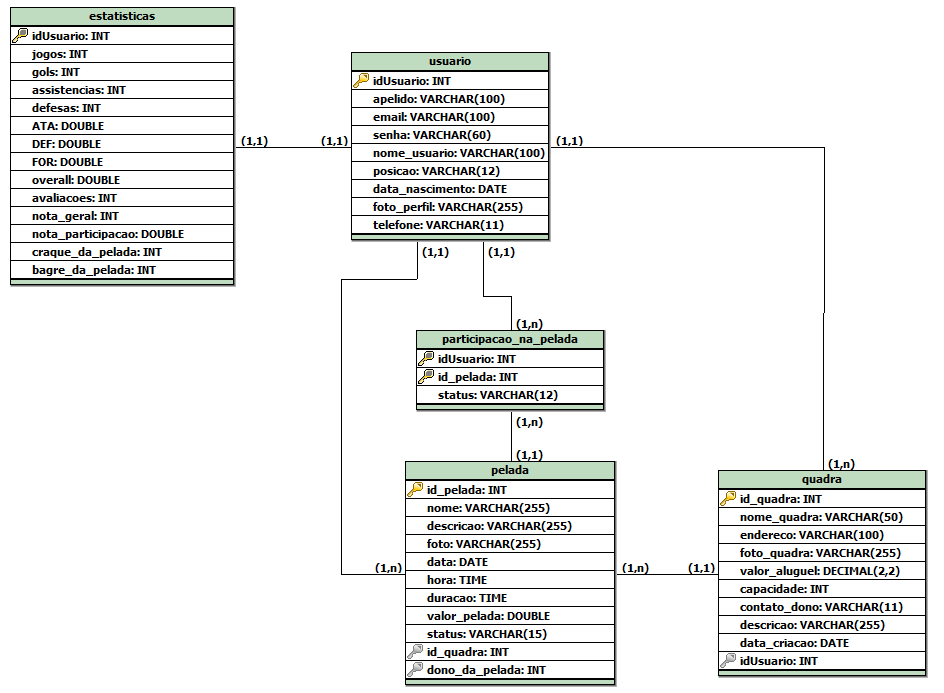 estatisticas
idUsuario: INT
jogos: INT
gols: INT
assistencias: INT
defesas: INT
ATA: DOUBLE
DEF: DOUBLE
FOR: DOUBLE
overall: DOUBLE
avaliacoes: INT
nota_geral: INT
nota_participacao: DOUBLE
craque_da_pelada: INT
bagre_da_pelada: INT
(1,1)
(1,1)
usuario
idUsuario: INT
apelido: VARCHAR(100)
email: VARCHAR(100)
senha: VARCHAR(60)
nome_usuario: VARCHAR(100)
posicao: VARCHAR(12)
data_nascimento: DATE
foto_perfil: VARCHAR(255)
telefone: VARCHAR(11)
(1,1)
(1,1)
(1,1)
(1,n)
participacao_na_pelada
idUsuario: INT
id_pelada: INT
status: VARCHAR(12)
(1,n)
(1,1)
pelada
id_pelada: INT
nome: VARCHAR(255)
descricao: VARCHAR(255)
foto: VARCHAR(255)
data: DATE
hora: TIME
duracao: TIME
valor_pelada: DOUBLE
status: VARCHAR(15)
id_quadra: INT
dono_da_pelada: INT
(1,n)
(1,n)
(1,1)
(1,n)
quadra
id_quadra: INT
nome_quadra: VARCHAR(50)
endereco: VARCHAR(100)
foto_quadra: VARCHAR(255)
valor_aluguel: DECIMAL(2,2)
capacidade: INT
contato_dono: VARCHAR(11)
descricao: VARCHAR(255)
data_criacao: DATE
idUsuario: INT